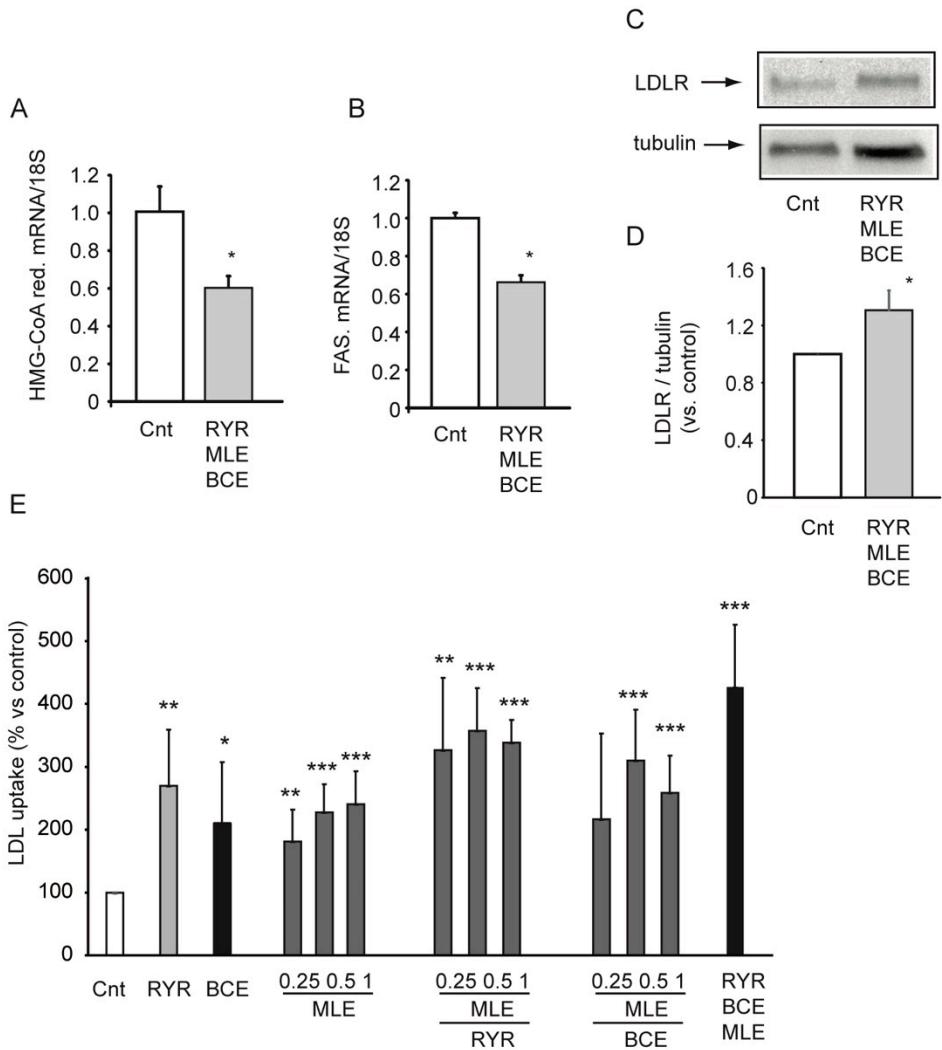 C
LDLR
tubulin
Cnt RYR
MLE
BCE
A
HMG-CoA red. mRNA/18S
1.2
1.0
0.8
0.6
0.4
0.2
0
*
Cnt RYR
MLE
BCE
B
FAS. mRNA/18S
1.2
1.0
0.8
0.6
0.4
0.2
0
*
Cnt RYR
MLE
BCE
D
LDLR / tubulin
(vs. control)
1.6
1.2
0.8
0.4
0
*
Cnt RYR
MLE
BCE
E
LDL uptake (% vs control)
600
500
400
300
200
100
0
** * ** *** *** ** *** *** *** *** ***
Cnt RYR BCE 0.25 0.5 1 0.25 0.5 1 0.25 0.5 1 RYR
MLE MLE MLE BCE
RYR BCE MLE